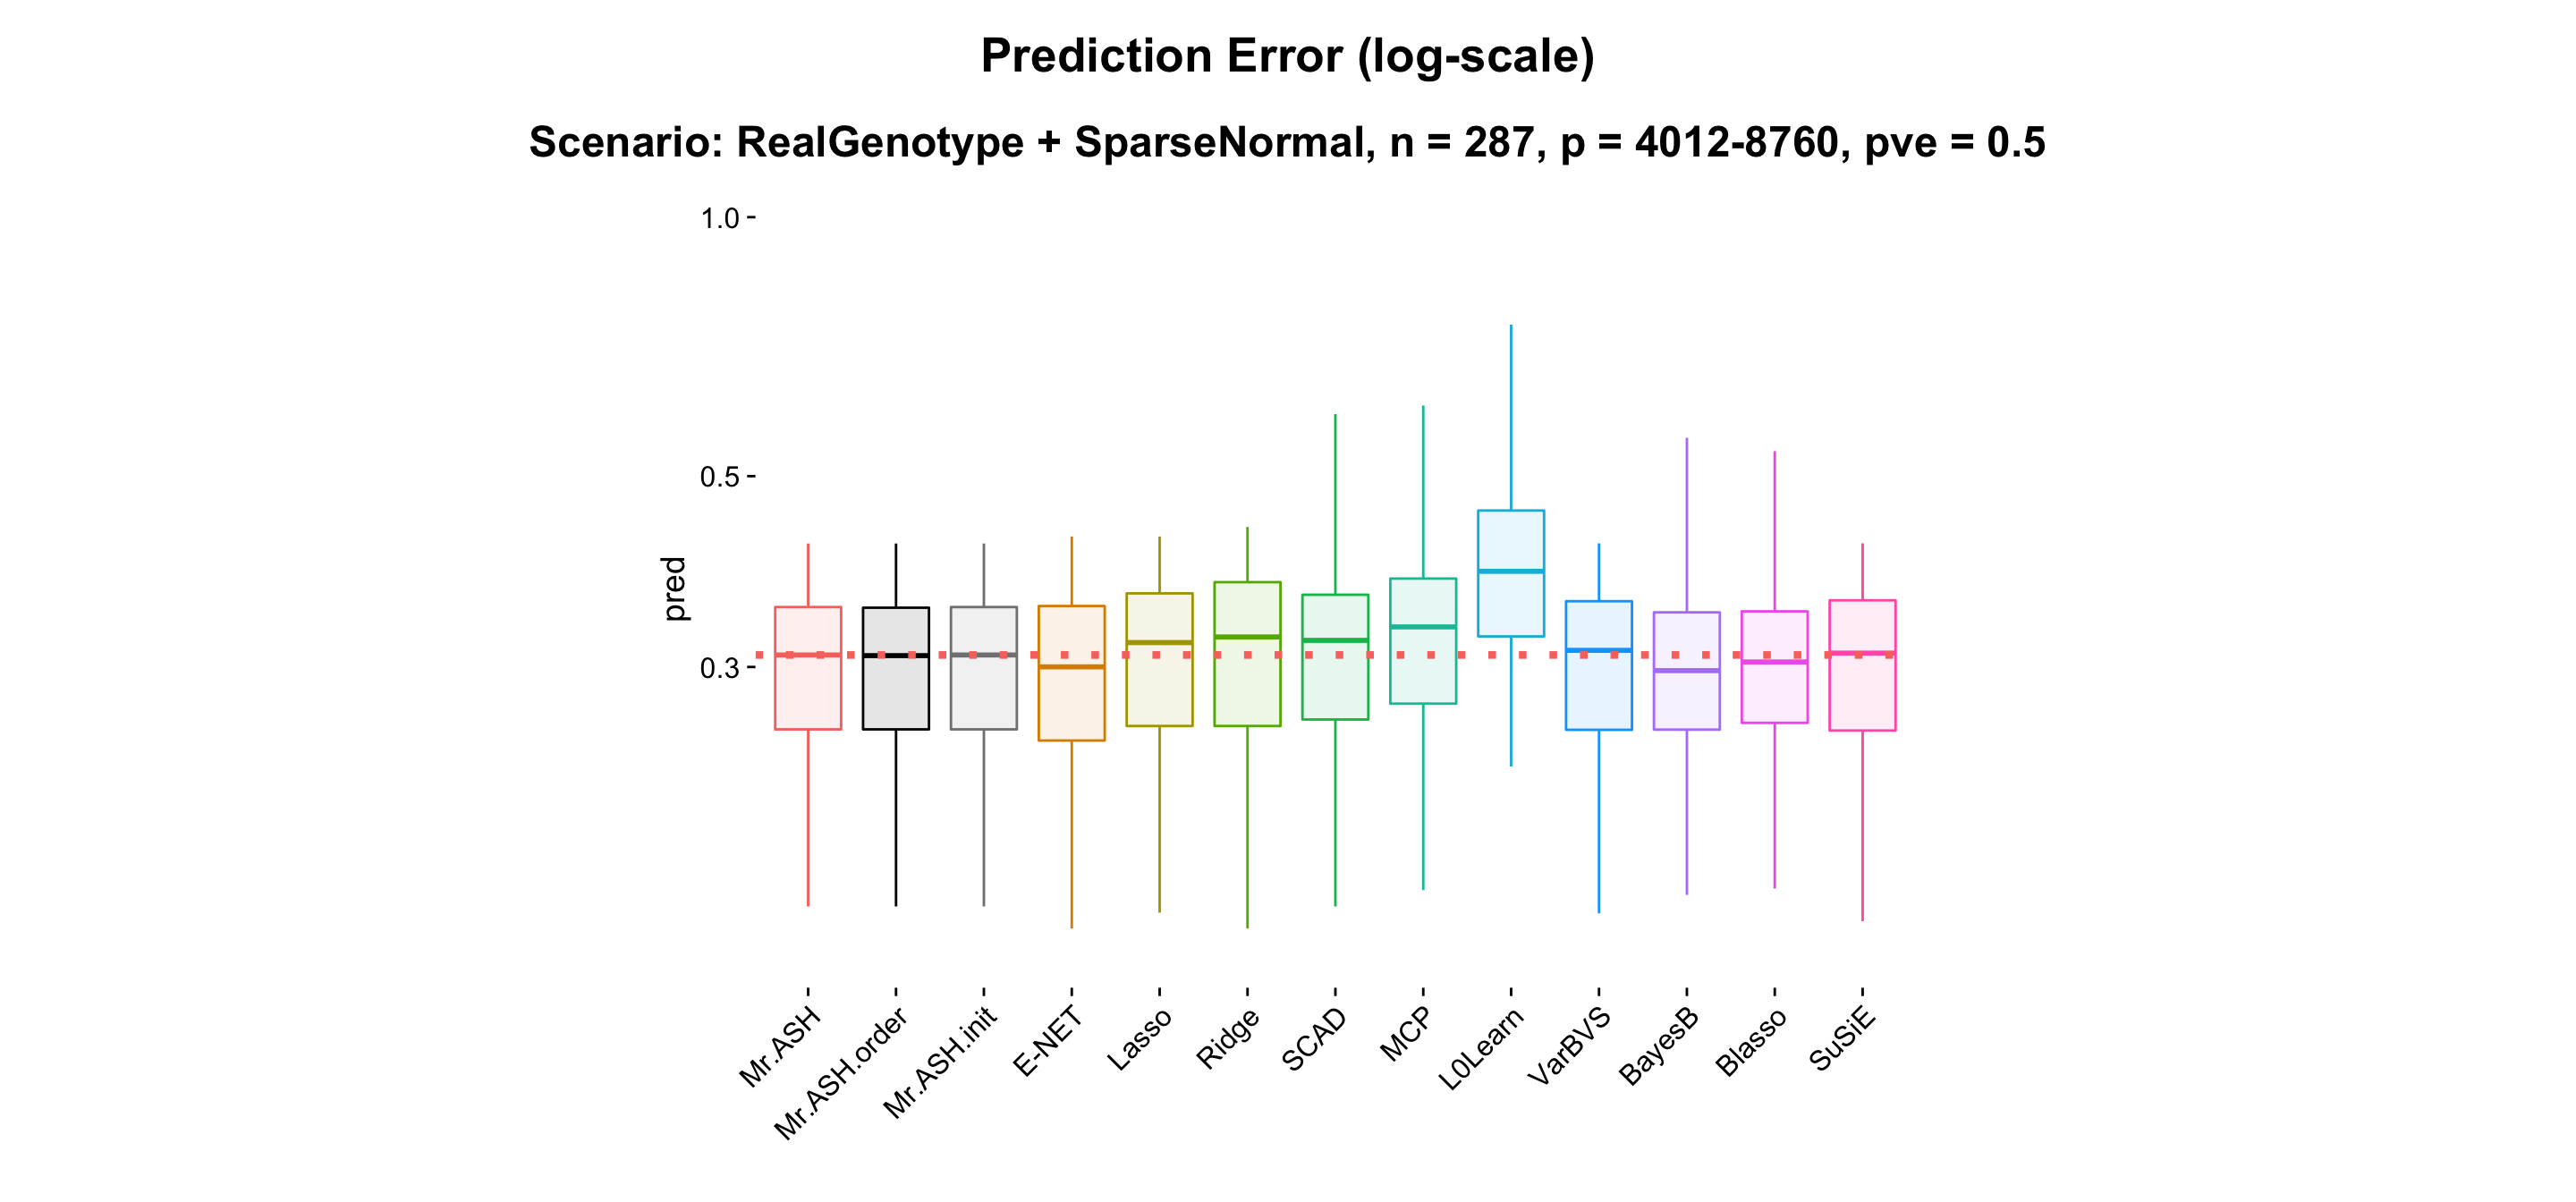 Prediction Error (log-scale)
Scenario: RealGenotype + SparseNormal, n = 287, p = 4012-8760, pve = 0.5
1.0
0.5
0.3
pred
Mr.ASH
Mr.ASH.order
Mr.ASH.init
E-NET
Lasso
Ridge
SCAD
MCP
L0Learn
VarBVS
BayesB
Blasso
SuSiE